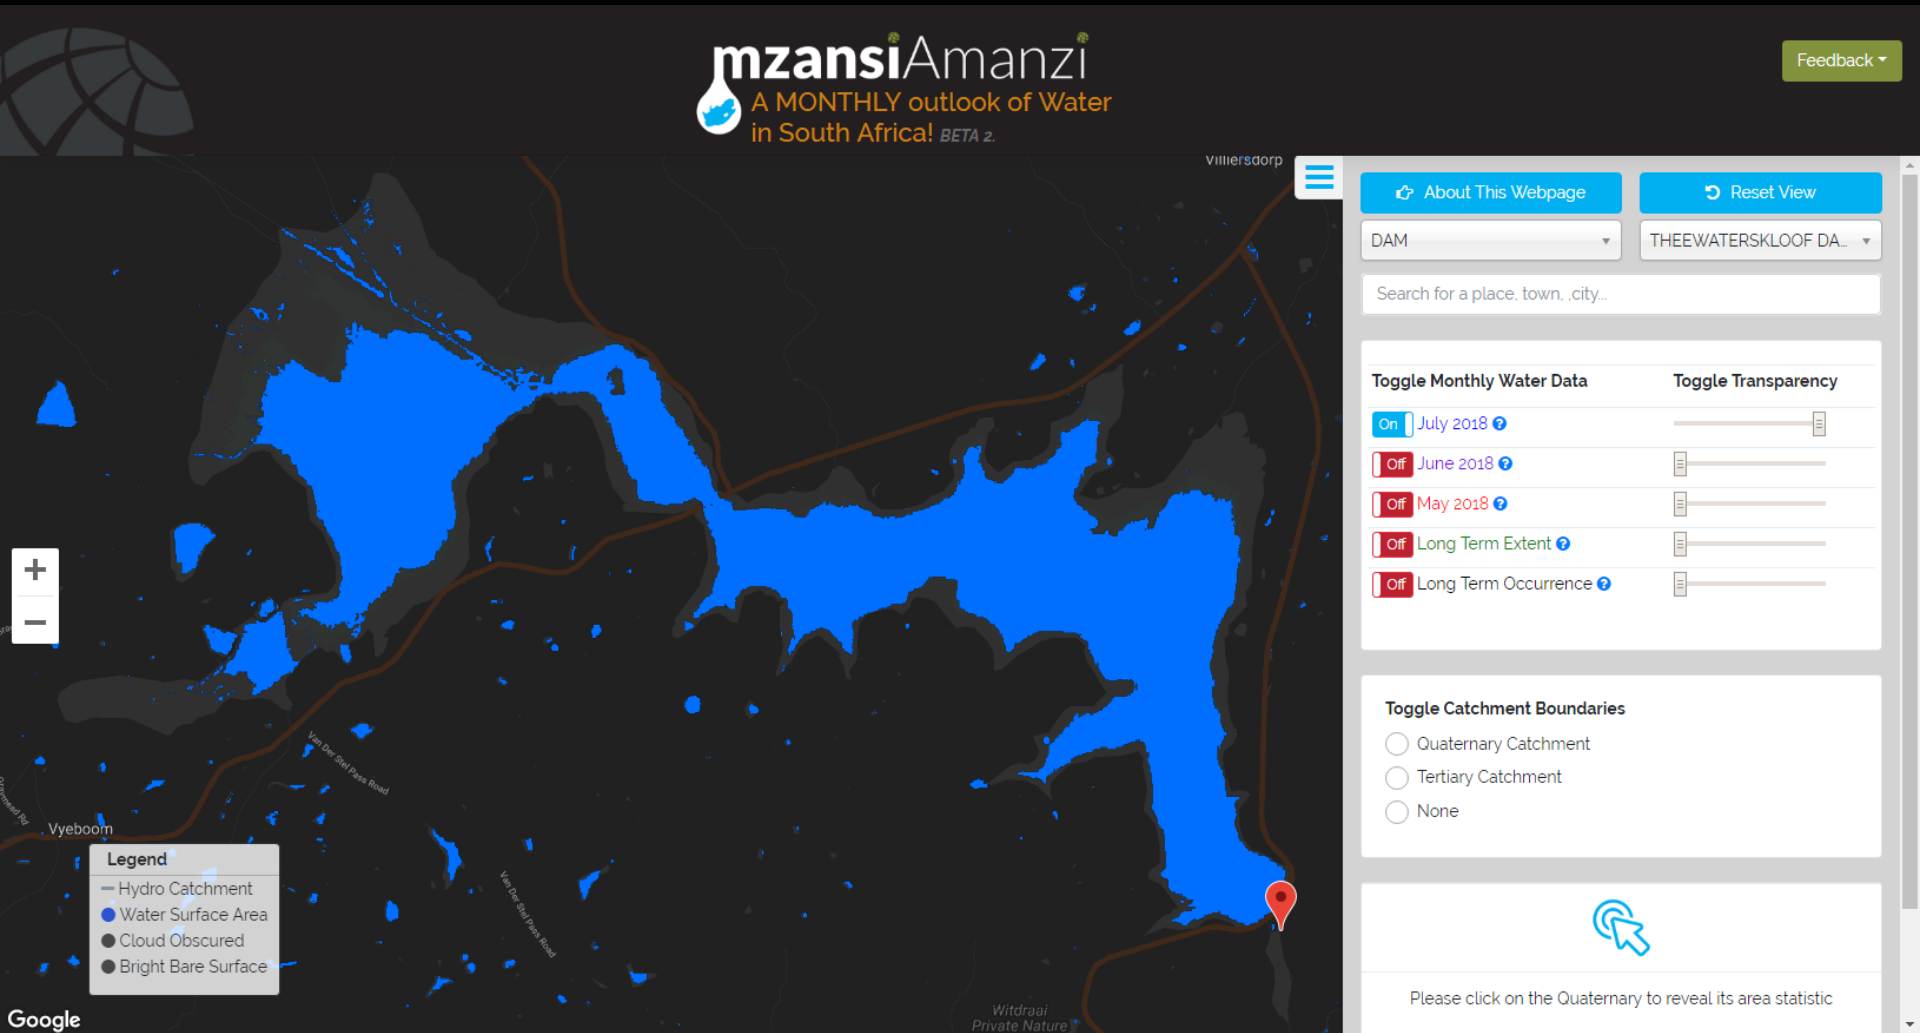 mzansiAmanzi
A MONTHLY outlook of Water
in South Africa! BETA 2.
Feedback
Villiersdorp
About This Webpage
Reset View
DAM
THEEWATERSKLOOF DA...
Search for a place, town, ,city...
Toggle Monthly Water Data
Toggle Transparency
On July 2018
Off June 2018
Off May 2018
Off Long Term Extent
Off Long Term Occurrence
+
−
Toggle Catchment Boundaries
Quaternary Catchment
Tertiary Catchment
None
Van Der Stel Pass Road
Vyeboom
Van Der Stel Pass Road
Legend
Hydro Catchment
Water Surface Area
Cloud Obscured
Bright Bare Surface
Please click on the Quaternary to reveal its area statistic
Witdraai
Private Nature
Google